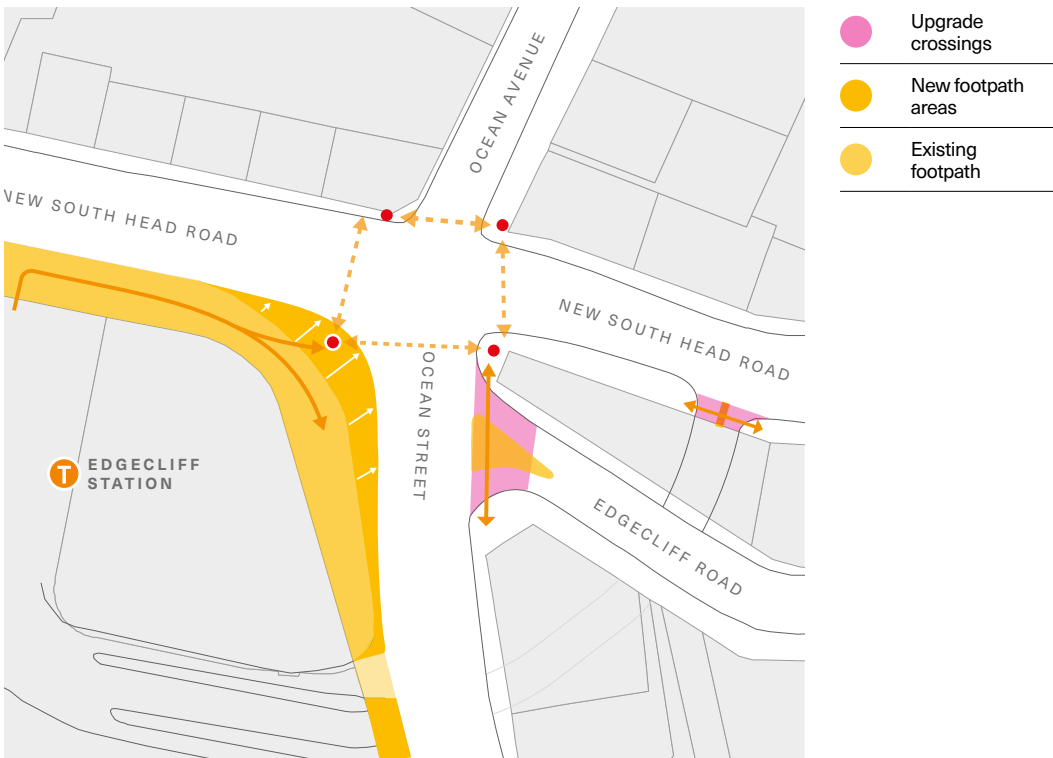 Upgrade
crossings
New footpath
areas
Existing
footpath
OCEAN AVENUE
NEW SOUTH HEAD ROAD
NEW SOUTH HEAD ROAD
OCEAN STREET
T
EDGECLIFF
STATION
EDGECLIFF ROAD